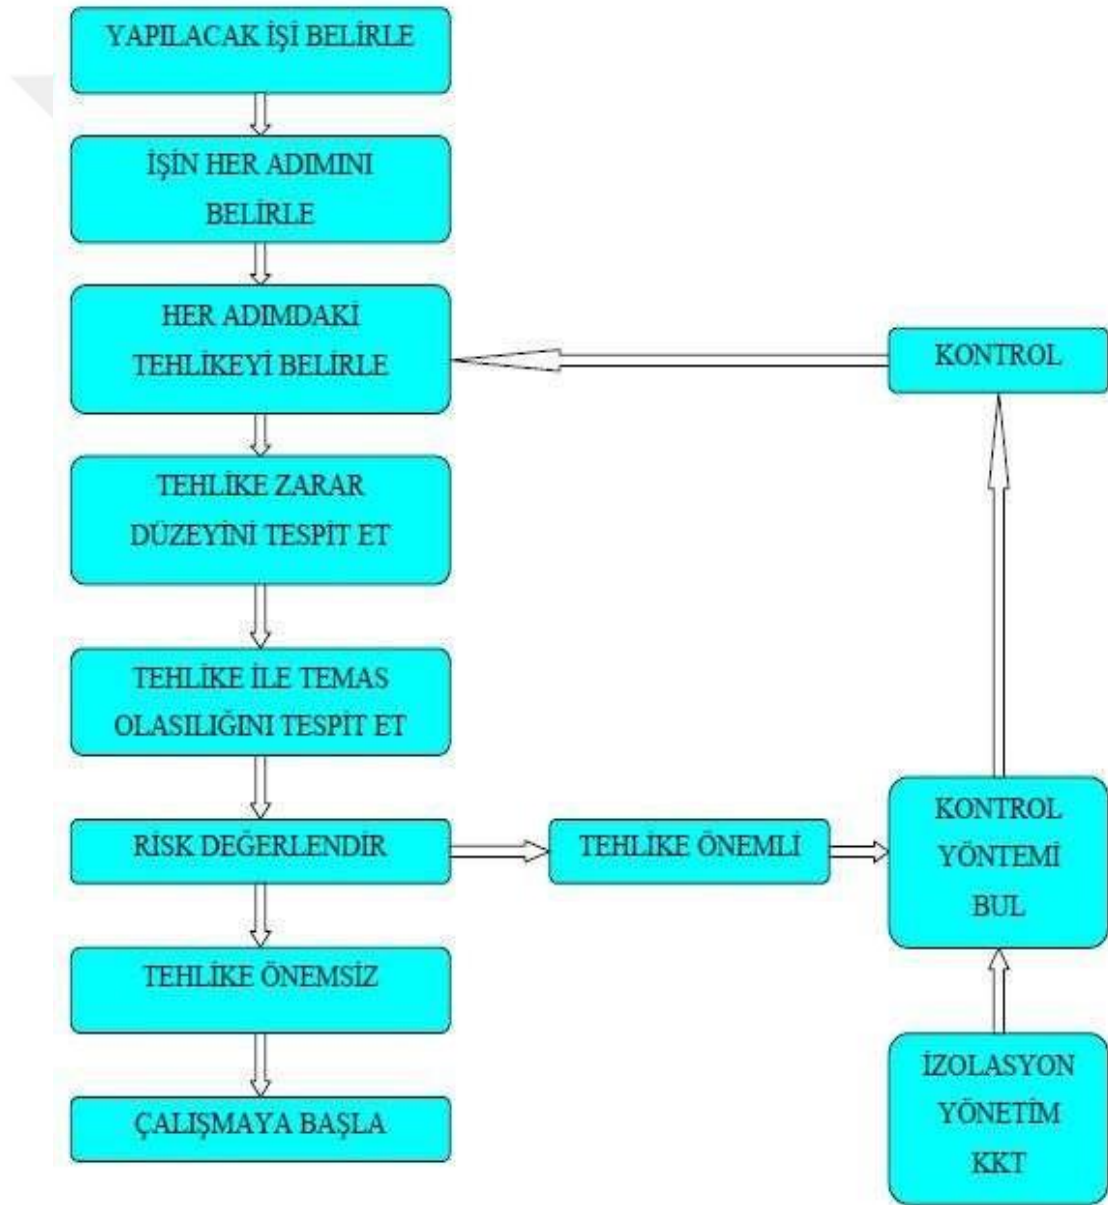 YAPILACAK İŞİ BELİRLE
İŞİN HER ADIMINI
BELİRLE
HER ADIMDAKİ
TEHLİKEYİ BELİRLE
KONTROL
TEHLİKE ZARAR
DÜZEYİNİ TESPİT ET
TEHLİKE İLE TEMAS
OLASILIĞINI TESPİT ET
RİSK DEĞERLENDİR
TEHLİKE ÖNEMLİ
KONTROL
YÖNTEMİ
BUL
TEHLİKE ÖNEMSİZ
ÇALIŞMAYA BAŞLA
İZOLASYON
YÖNETİM
KKT